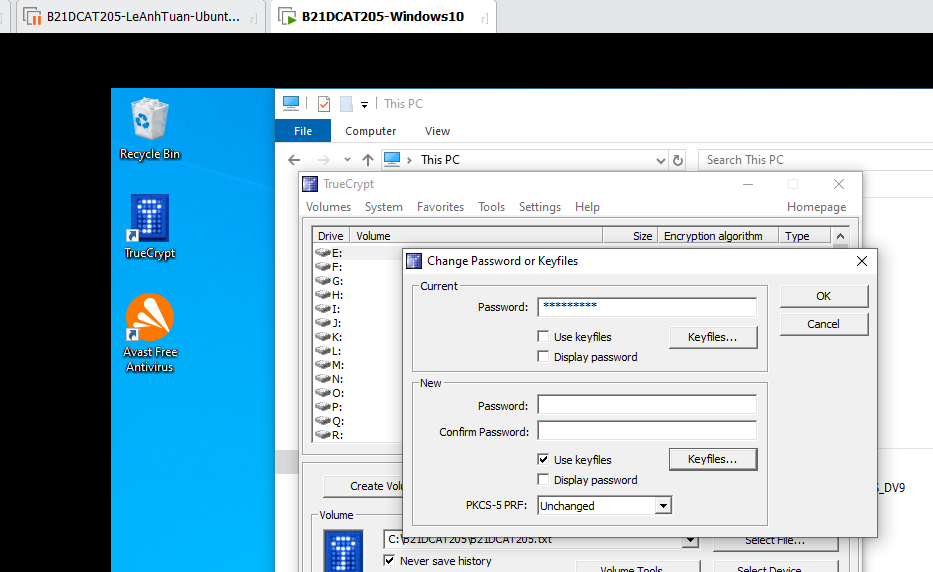 B21DCAT205-LeAnhTuan-Ubunt...
B21DCAT205-Windows10
This PC
File
Computer
View
This PC
Search This PC
Recycle Bin
TrueCrypt
Avast Free
Antivirus
TrueCrypt
Volumes
System
Favorites
Tools
Settings
Help
Homepage
Drive
Volume
Size
Encryption algorithm
Type
E:
F:
G:
H:
I:
J:
K:
L:
M:
N:
O:
P:
Q:
R:
Change Password or Keyfiles
Current
Password:
*********
Use keyfiles
Keyfiles...
Display password
OK
Cancel
New
Password:
Confirm Password:
Use keyfiles
Keyfiles...
Display password
PKCS-5 PRF:
Unchanged
_DV9
Create Volu
Volume
C:\B21DCAT205\B21DCAT205.txt
Select File...
Never save history
Volume Tools...
Select Device...